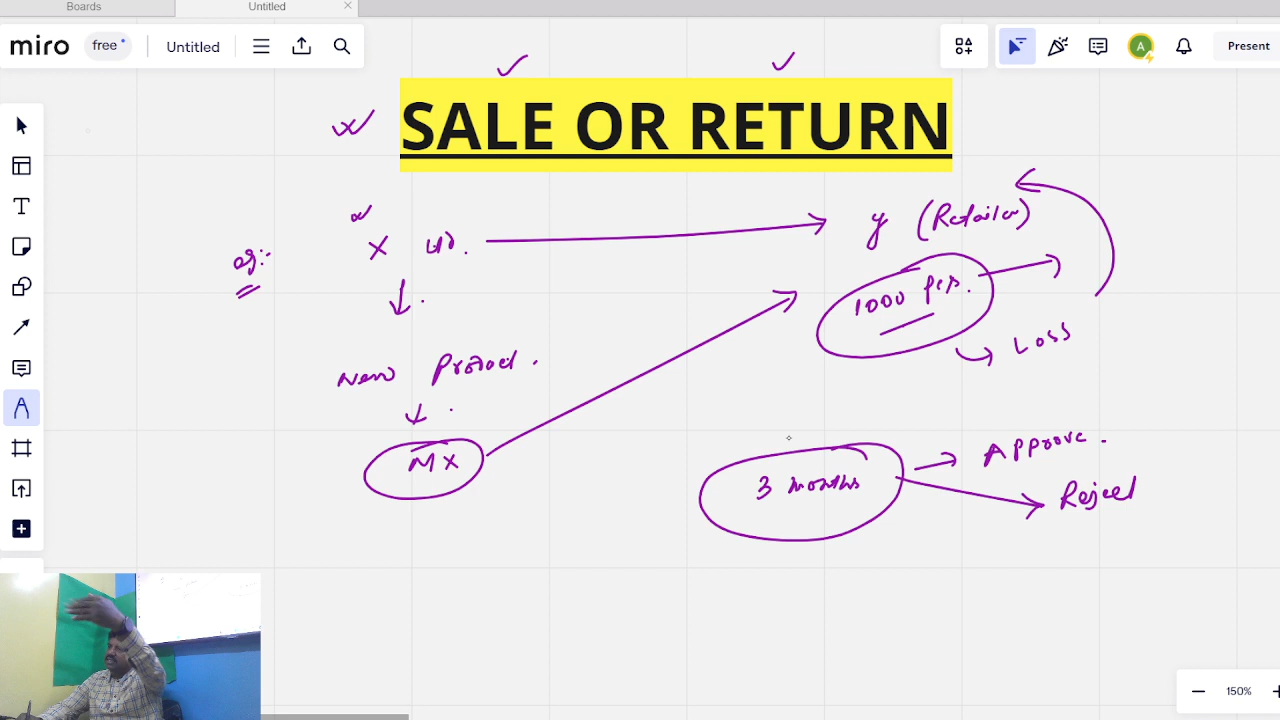 Boards
Untitled
miro
free
Untitled
Present
SALE OR RETURN
eg:-
X
y (Retailer)
1000 pcs.
Loss
New Product.
MX
3 months
Approve.
Reject
150%
A